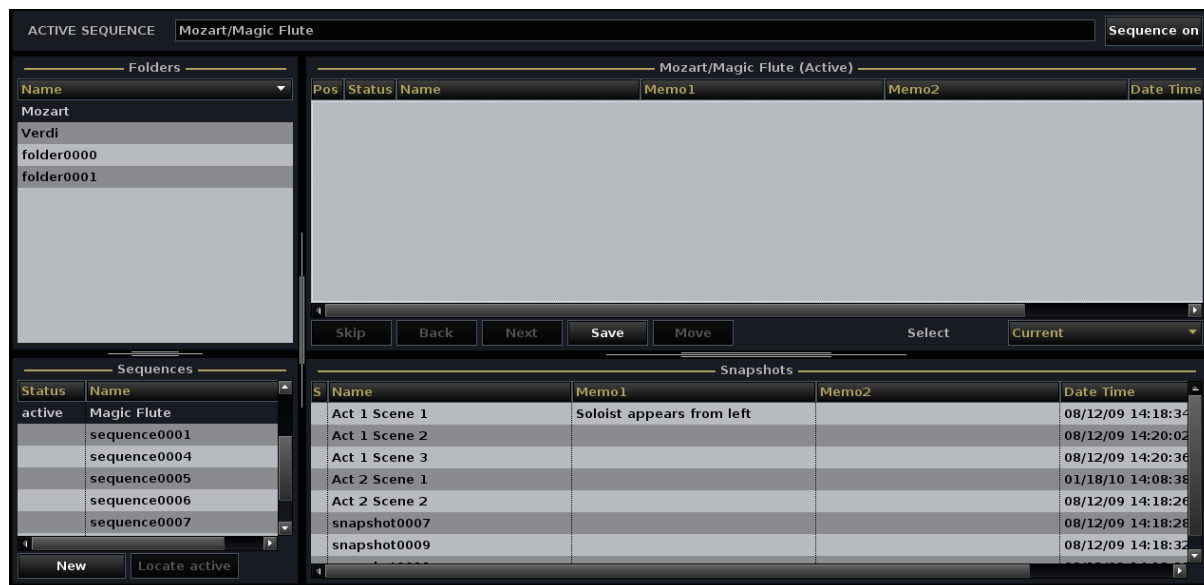 ACTIVE SEQUENCE Mozart/Magic Flute Sequence on
Folders
Name
Mozart
Verdi
folder0000
folder0001
Mozart/Magic Flute (Active)
Pos Status Name Memo1 Memo2 Date Time
Skip Back Next Save Move Select Current
Sequences
Status Name
active Magic Flute
sequence0001
sequence0004
sequence0005
sequence0006
sequence0007
New Locate active
Snapshots
S Name Memo1 Memo2 Date Time
Act 1 Scene 1 Soloist appears from left 08/12/09 14:18:34
Act 1 Scene 2 08/12/09 14:20:02
Act 1 Scene 3 08/12/09 14:20:36
Act 2 Scene 1 01/18/10 14:08:38
Act 2 Scene 2 08/12/09 14:18:26
snapshot0007 08/12/09 14:18:28
snapshot0009 08/12/09 14:18:32